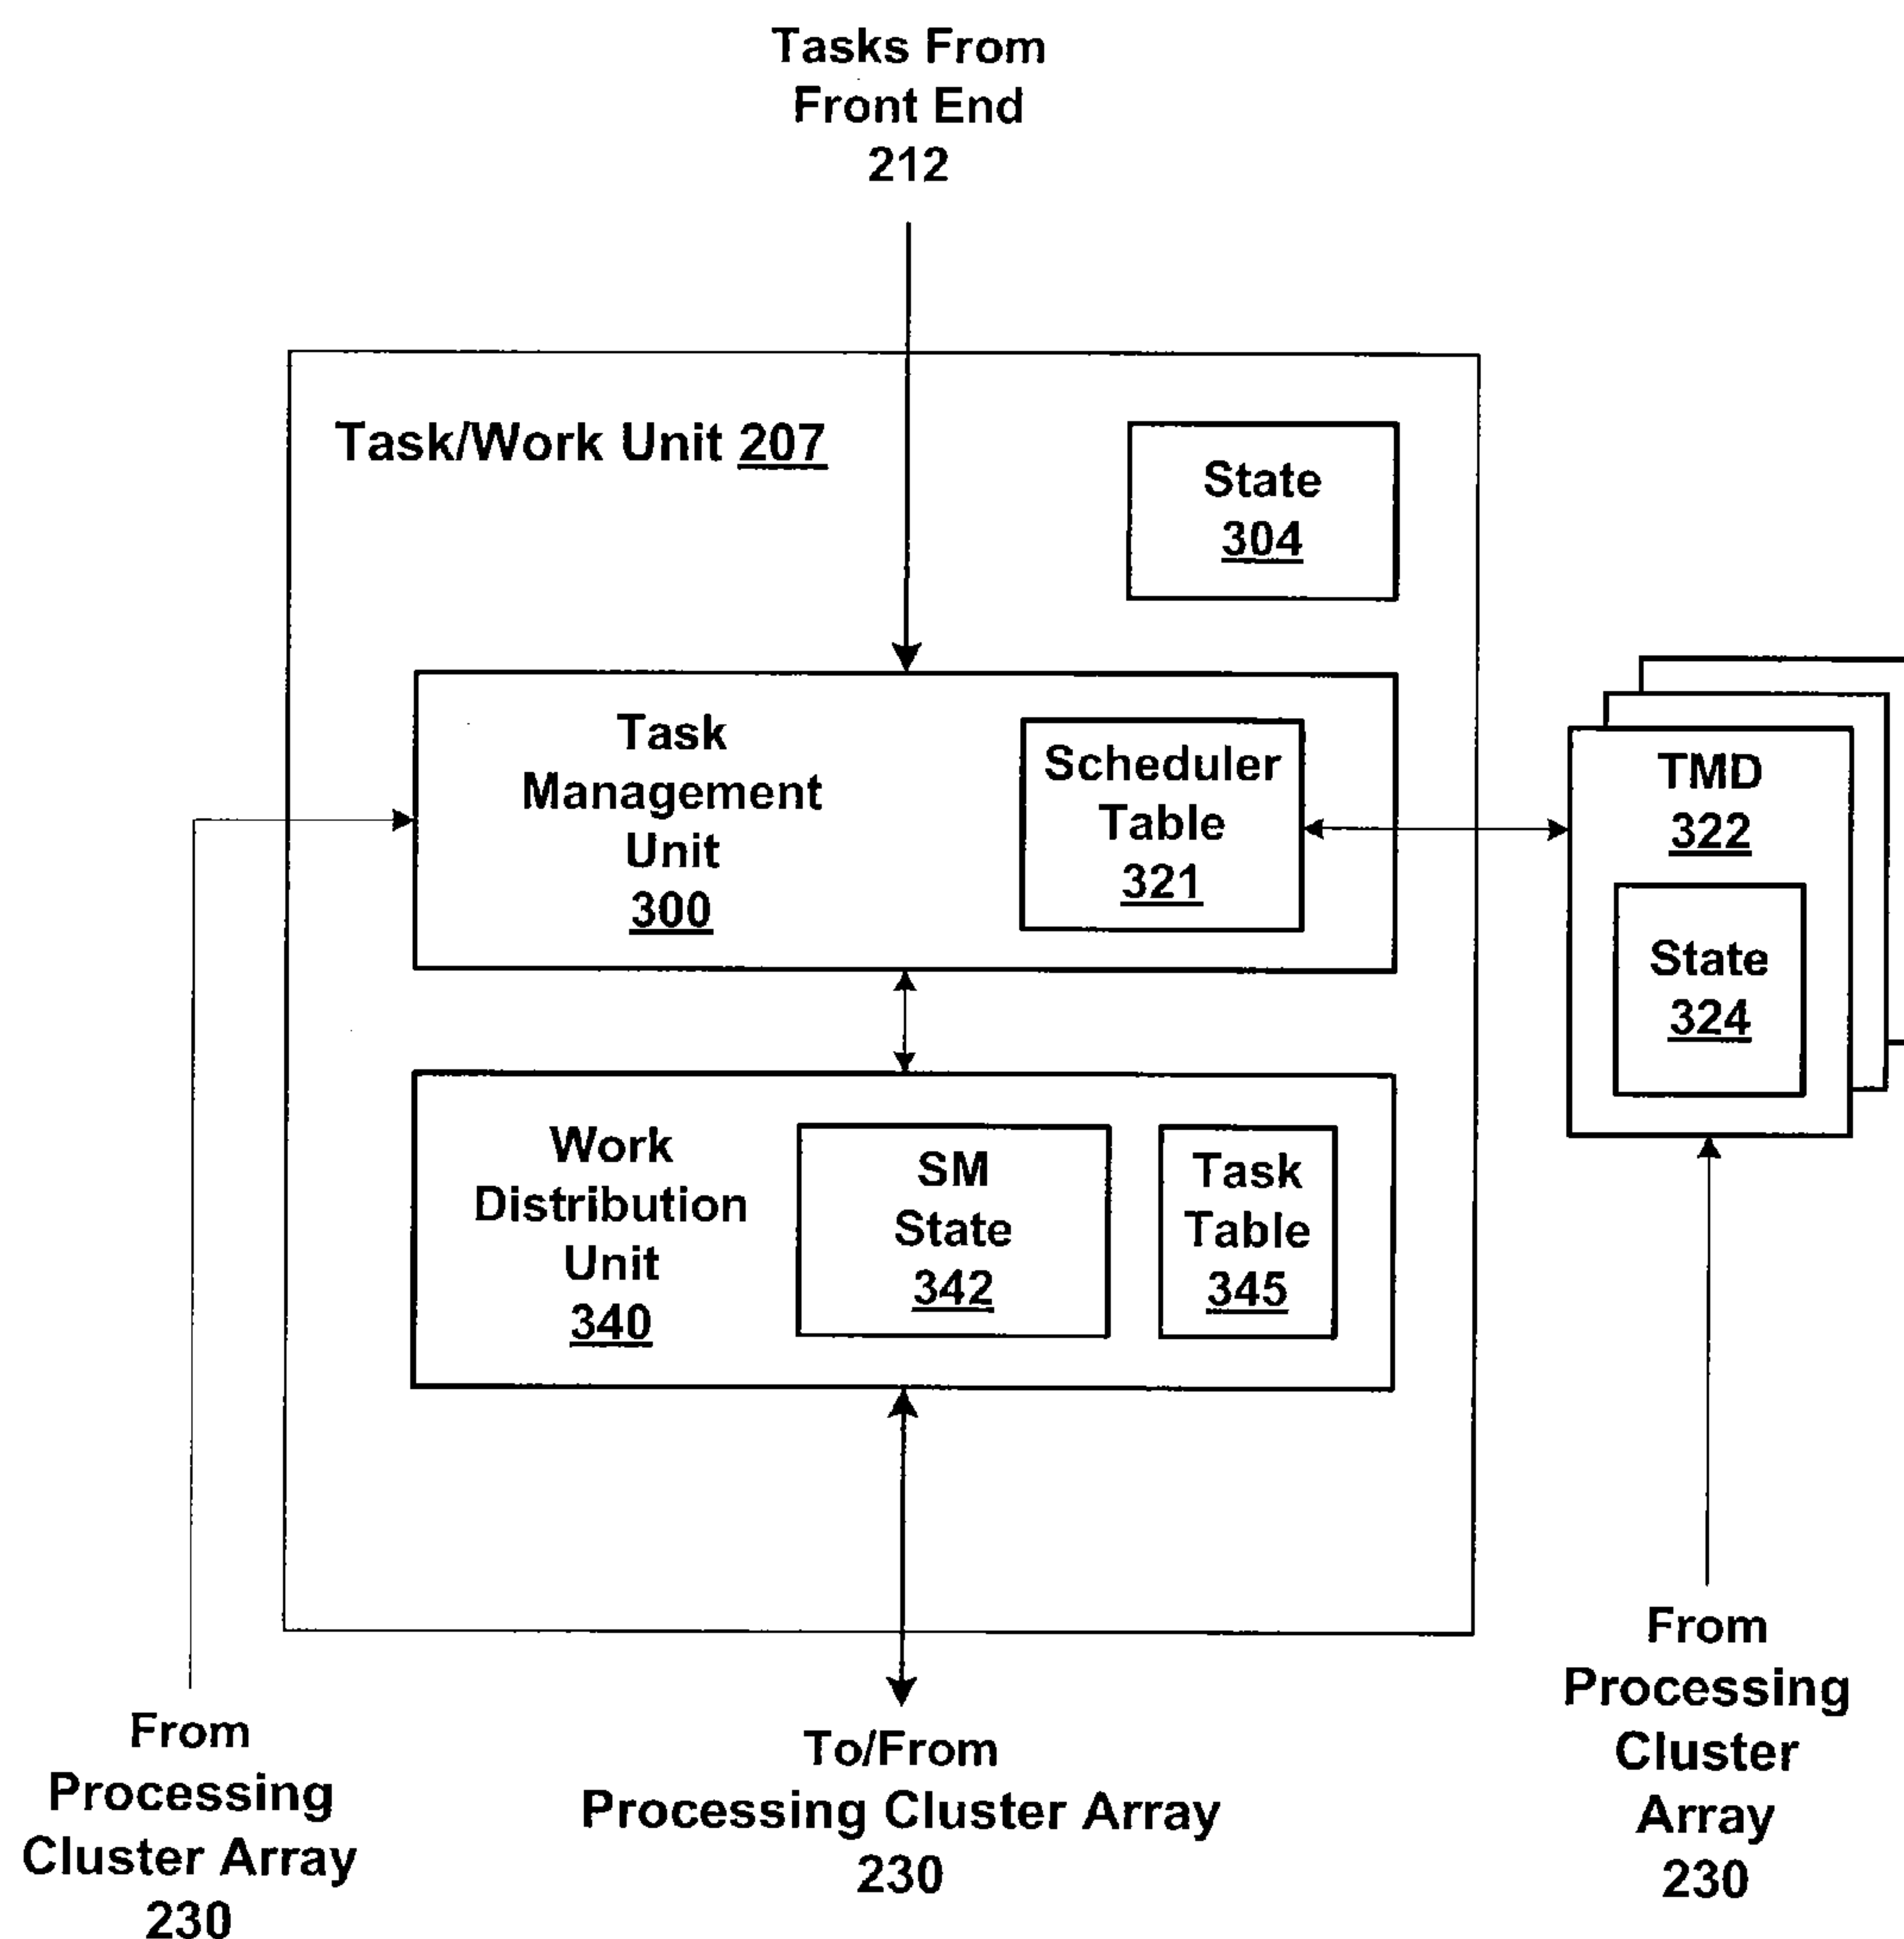 Tasks From
Front End
212
Task/Work Unit 207
State
304
Task
Management
Unit
300
Scheduler
Table
321
TMD
322
State
324
Work
Distribution
Unit
340
SM
State
342
Task
Table
345
From
Processing
Cluster Array
230
To/From
Processing Cluster Array
230
From
Processing
Cluster
Array
230